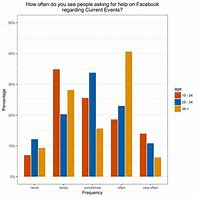 How often do you see people asking for help on Facebook
regarding Current Events?
50%
40%
30%
20%
10%
0%
Percentage
never
rarely
sometimes
often
very often
Frequency
age
18 - 24
25 - 34
35 +